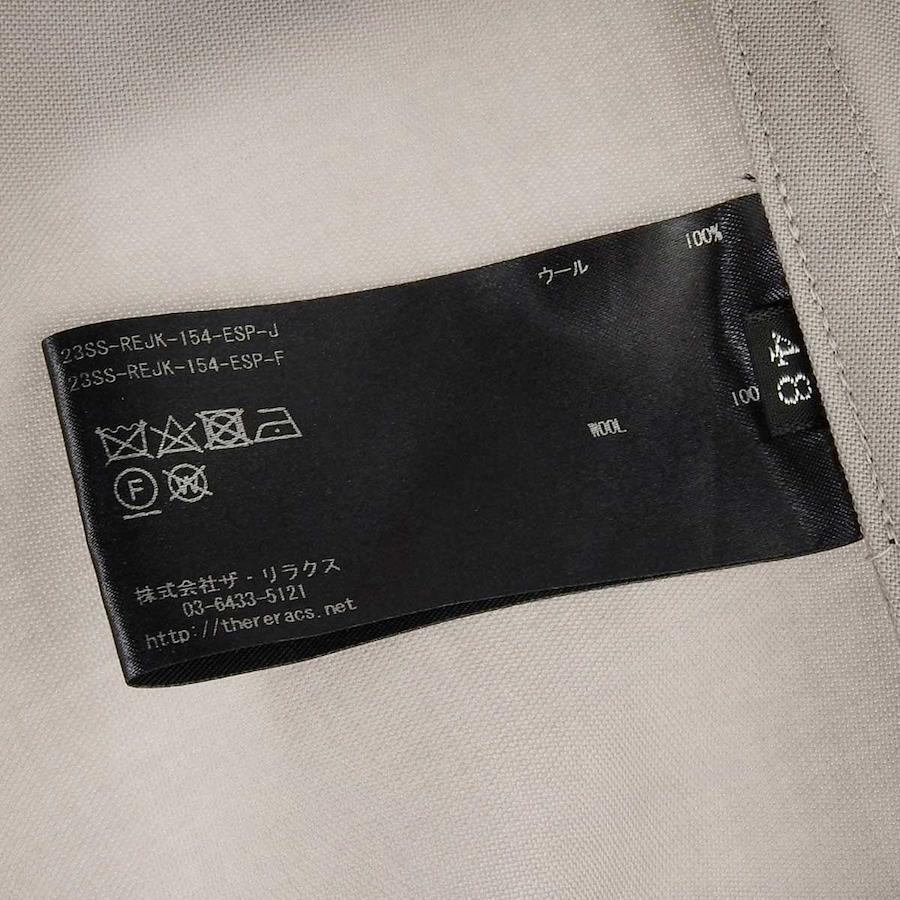 ウール 100%
23SS-REJK-154-ESP-J
23SS-REJK-154-ESP-F
WOOL 100
48
F
W
株式会社ザ・リラクス
03-6433-5121
http://thereracs.net